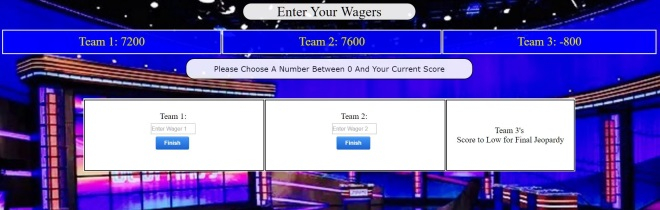 Enter Your Wagers
Team 1: 7200
Team 2: 7600
Team 3: -800
Please Choose A Number Between 0 And Your Current Score
Team 1:
Enter Wager 1
Finish
Team 2:
Enter Wager 2
Finish
Team 3's
Score to Low for Final Jeopardy